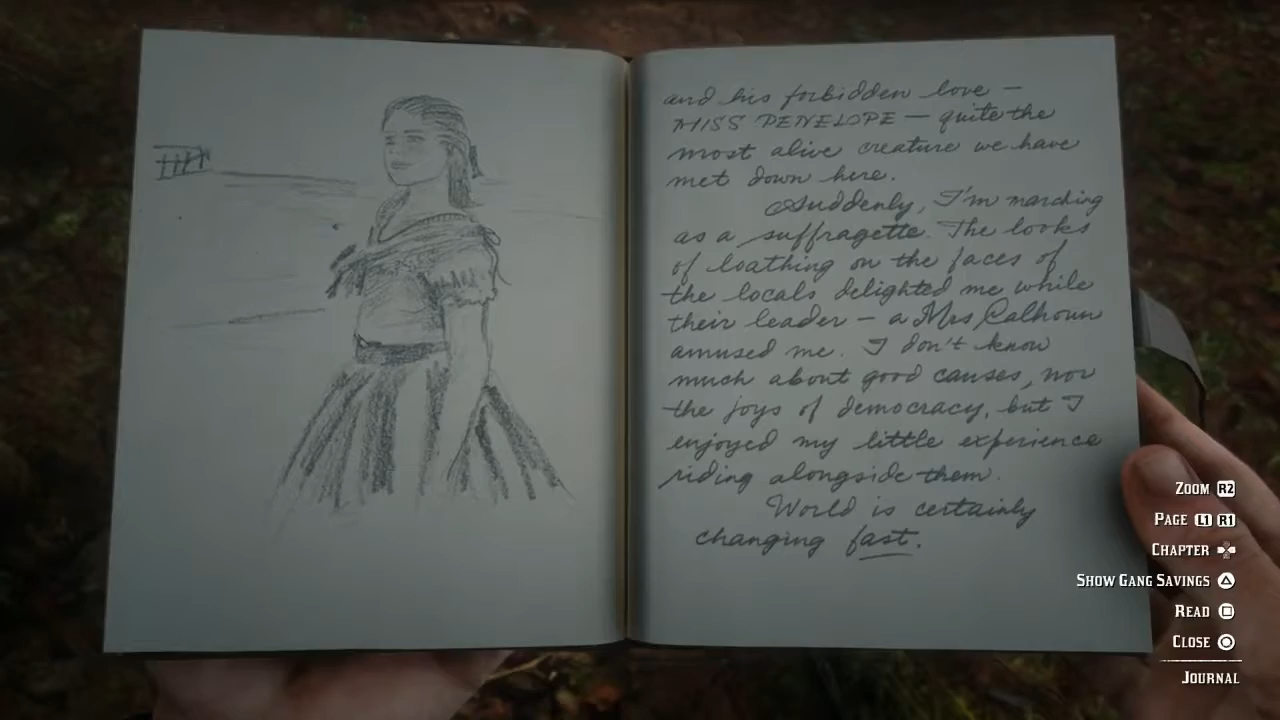 and his forbidden love –
MISS PENELOPE – quite the
most alive creature we have
met down here.
Suddenly, I'm marching
as a suffragette. The looks
of loathing on the faces of
the locals delighted me while
their leader – a Mrs Calhoun
amused me. I don't know
much about good causes, nor
the joys of democracy, but I
enjoyed my little experience
riding alongside them.
World is certainly
changing fast.
ZOOM R2
PAGE L1 R1
CHAPTER
SHOW GANG SAVINGS
READ
CLOSE
JOURNAL